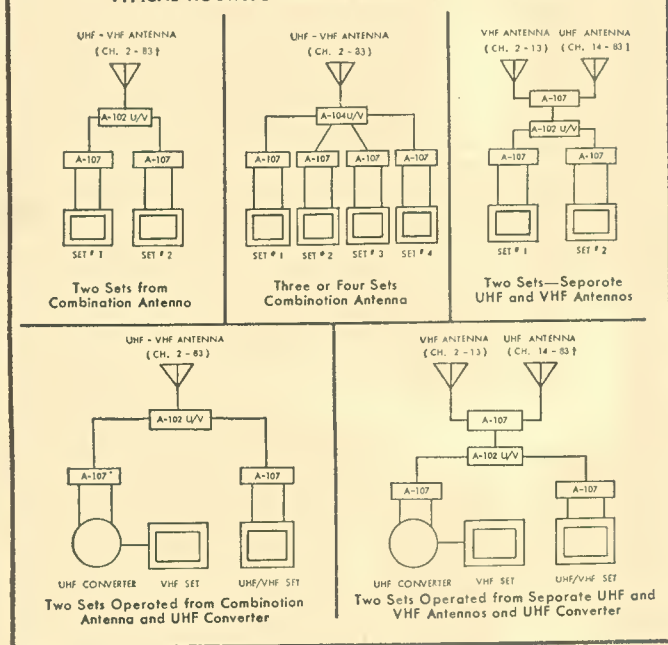 UHF - VHF ANTENNA
(CH. 2 - 83)
A-102 U/V
A-107
A-107
SET # 1
SET # 2
Two Sets from
Combination Antenna
UHF - VHF ANTENNA
(CH. 2 - 83)
A-104U/V
A-107
A-107
A-107
A-107
SET # 1
SET # 2
SET # 3
SET # 4
Three or Four Sets
Combination Antenna
VHF ANTENNA
(CH. 2 - 13)
UHF ANTENNA
(CH. 14 - 83)
A-107
A-102 U/V
A-107
A-107
SET # 1
SET # 2
Two Sets—Separate
UHF and VHF Antennas
UHF - VHF ANTENNA
(CH. 2 - 83)
A-102 U/V
A-107*
A-107
UHF CONVERTER
VHF SET
UHF/VHF SET
Two Sets Operated from Combination
Antenna and UHF Converter
VHF ANTENNA
(CH. 2 - 13)
UHF ANTENNA
(CH. 14 - 83)
A-107
A-102 U/V
A-107
A-107
UHF CONVERTER
VHF SET
UHF/VHF SET
Two Sets Operated from Separate UHF and
VHF Antennas and UHF Converter